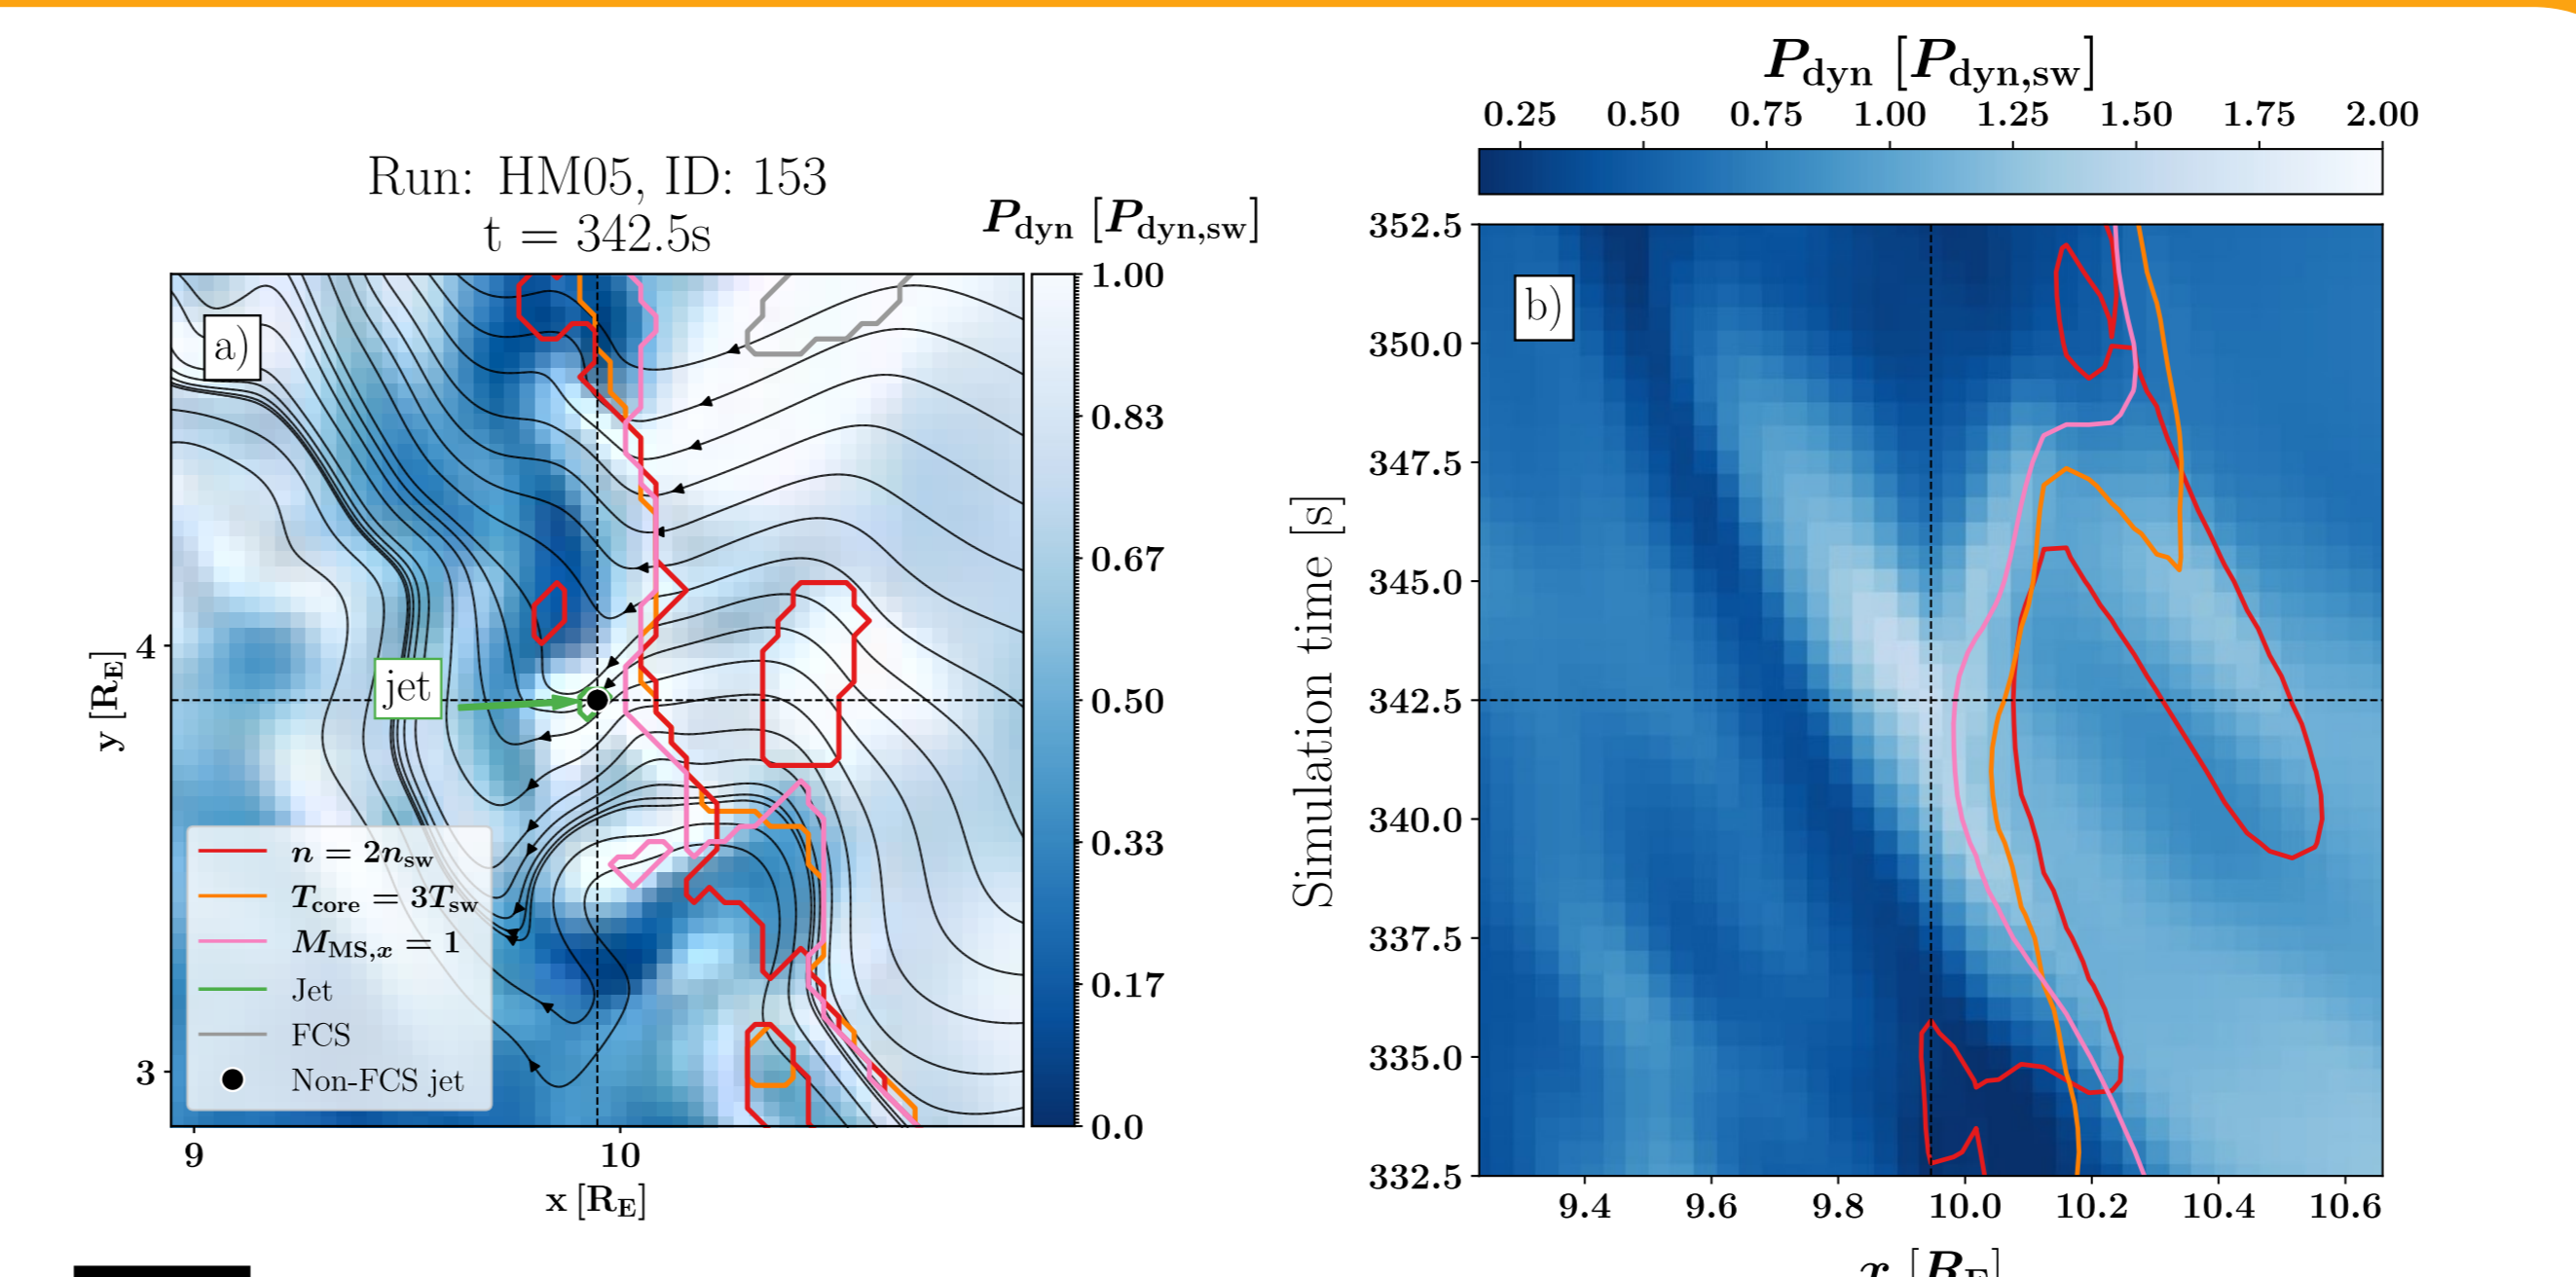 Run: HM05, ID: 153
t = 342.5s
P_dyn [P_dyn,sw]
a)
jet
n = 2n_sw
T_core = 3T_sw
M_MS,x = 1
Jet
FCS
Non-FCS jet
y [R_E]
4
3
9
10
x [R_E]
1.00
0.83
0.67
0.50
0.33
0.17
0.0
P_dyn [P_dyn,sw]
0.25 0.50 0.75 1.00 1.25 1.50 1.75 2.00
b)
Simulation time [s]
352.5
350.0
347.5
345.0
342.5
340.0
337.5
335.0
332.5
9.4 9.6 9.8 10.0 10.2 10.4 10.6
x [R_E]